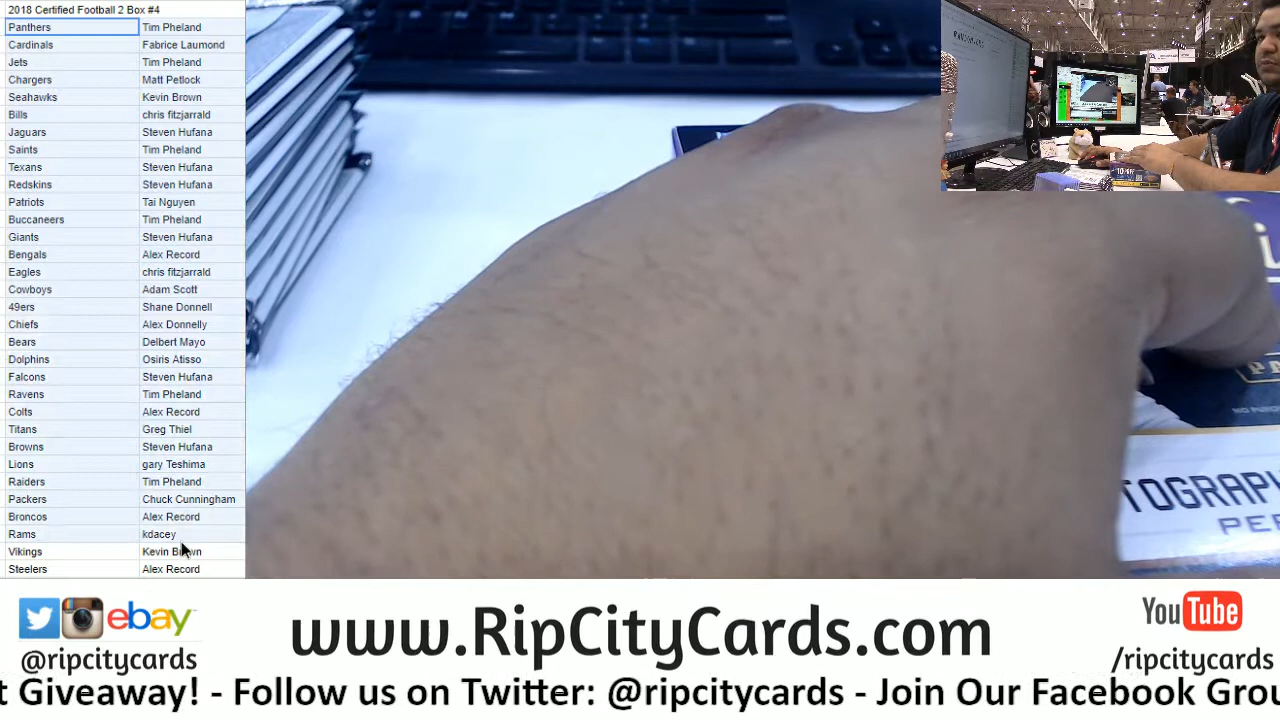 2018 Certified Football 2 Box #4
Panthers Tim Pheland
Cardinals Fabrice Laumond
Jets Tim Pheland
Chargers Matt Petlock
Seahawks Kevin Brown
Bills chris fitzjarrald
Jaguars Steven Hufana
Saints Tim Pheland
Texans Steven Hufana
Redskins Steven Hufana
Patriots Tai Nguyen
Buccaneers Tim Pheland
Giants Steven Hufana
Bengals Alex Record
Eagles chris fitzjarrald
Cowboys Adam Scott
49ers Shane Donnell
Chiefs Alex Donnelly
Bears Delbert Mayo
Dolphins Osiris Atisso
Falcons Steven Hufana
Ravens Tim Pheland
Colts Alex Record
Titans Greg Thiel
Browns Steven Hufana
Lions gary Teshima
Raiders Tim Pheland
Packers Chuck Cunningham
Broncos Alex Record
Rams kdacey
Vikings Kevin Brown
Steelers Alex Record
TOGRAP
PE
ebay
@ripcitycards
www.RipCityCards.com
YouTube
/ripcitycards
t Giveaway! - Follow us on Twitter: @ripcitycards - Join Our Facebook Grou